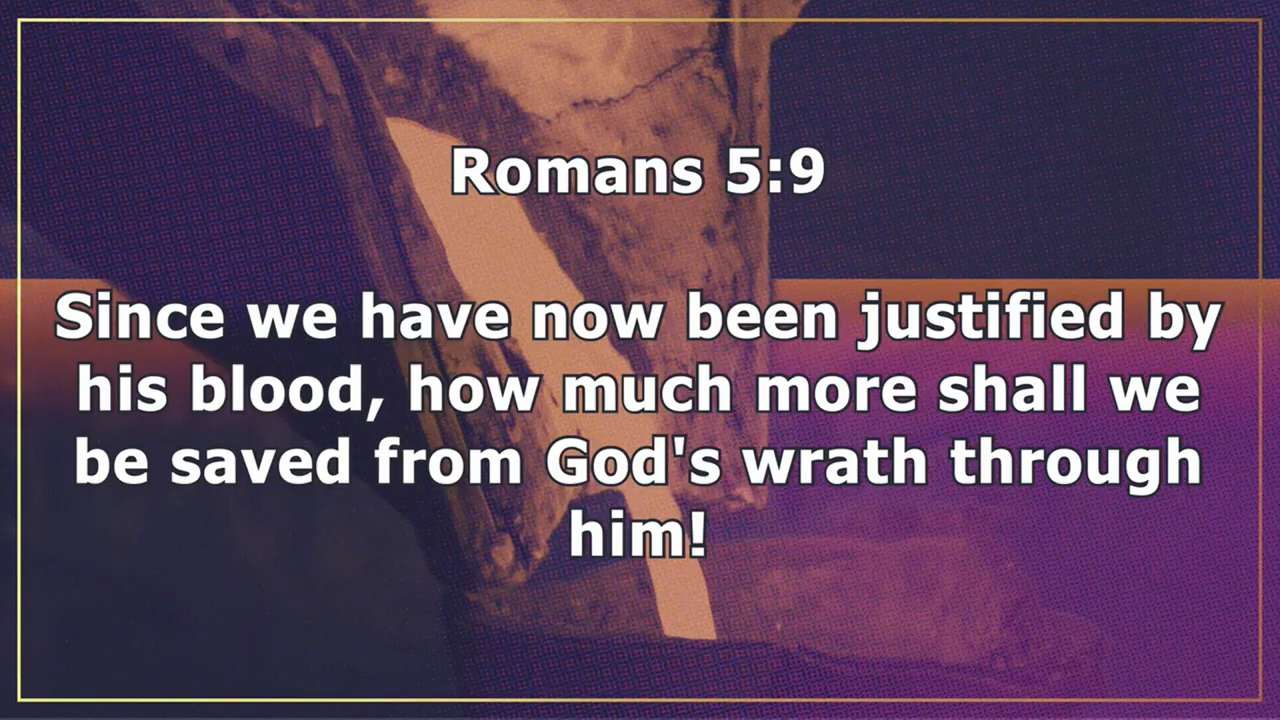 Romans 5:9
Since we have now been justified by
his blood, how much more shall we
be saved from God's wrath through
him!